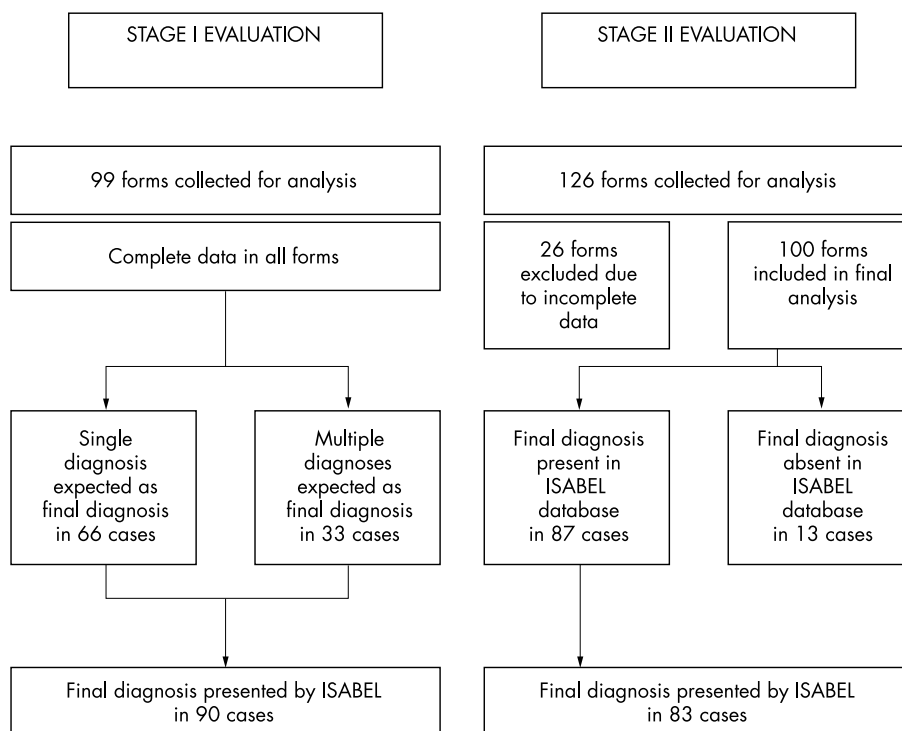 STAGE I EVALUATION
99 forms collected for analysis
Complete data in all forms
Single
diagnosis
expected as
final diagnosis
in 66 cases
Multiple
diagnoses
expected as
final diagnosis
in 33 cases
Final diagnosis presented by ISABEL
in 90 cases
STAGE II EVALUATION
126 forms collected for analysis
26 forms
excluded due
to incomplete
data
100 forms
included in final
analysis
Final diagnosis
present in
ISABEL
database
in 87 cases
Final diagnosis
absent in
ISABEL
database
in 13 cases
Final diagnosis presented by ISABEL
in 83 cases